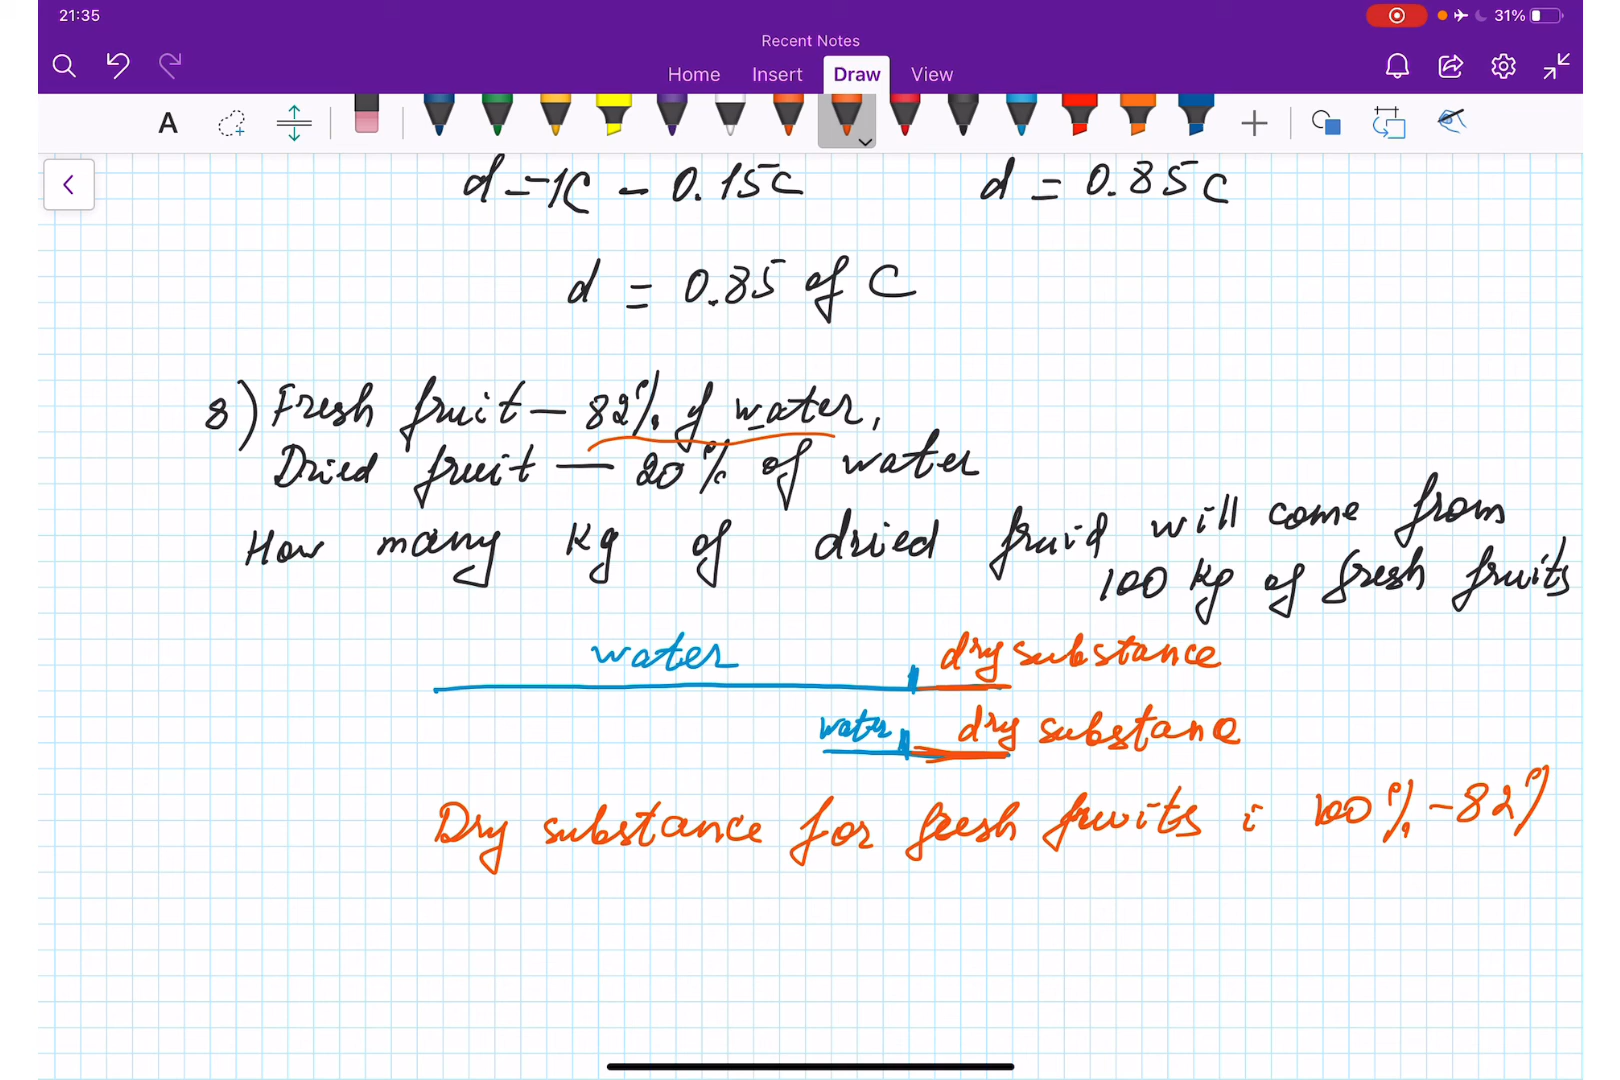 21:35
31%
Recent Notes
Home Insert Draw View
A
d = 1C - 0.15C d = 0.85C
d = 0.85 of C
8) Fresh fruit - 82% of water,
Dried fruit - 20% of water
How many kg of dried fruid will come from
100 kg of fresh fruits
water dry substance
water dry substance
Dry substance for fresh fruits : 100% - 82%